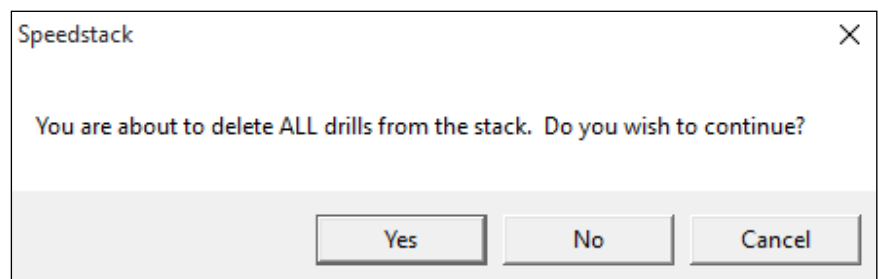 Speedstack
You are about to delete ALL drills from the stack.  Do you wish to continue?
Yes No Cancel